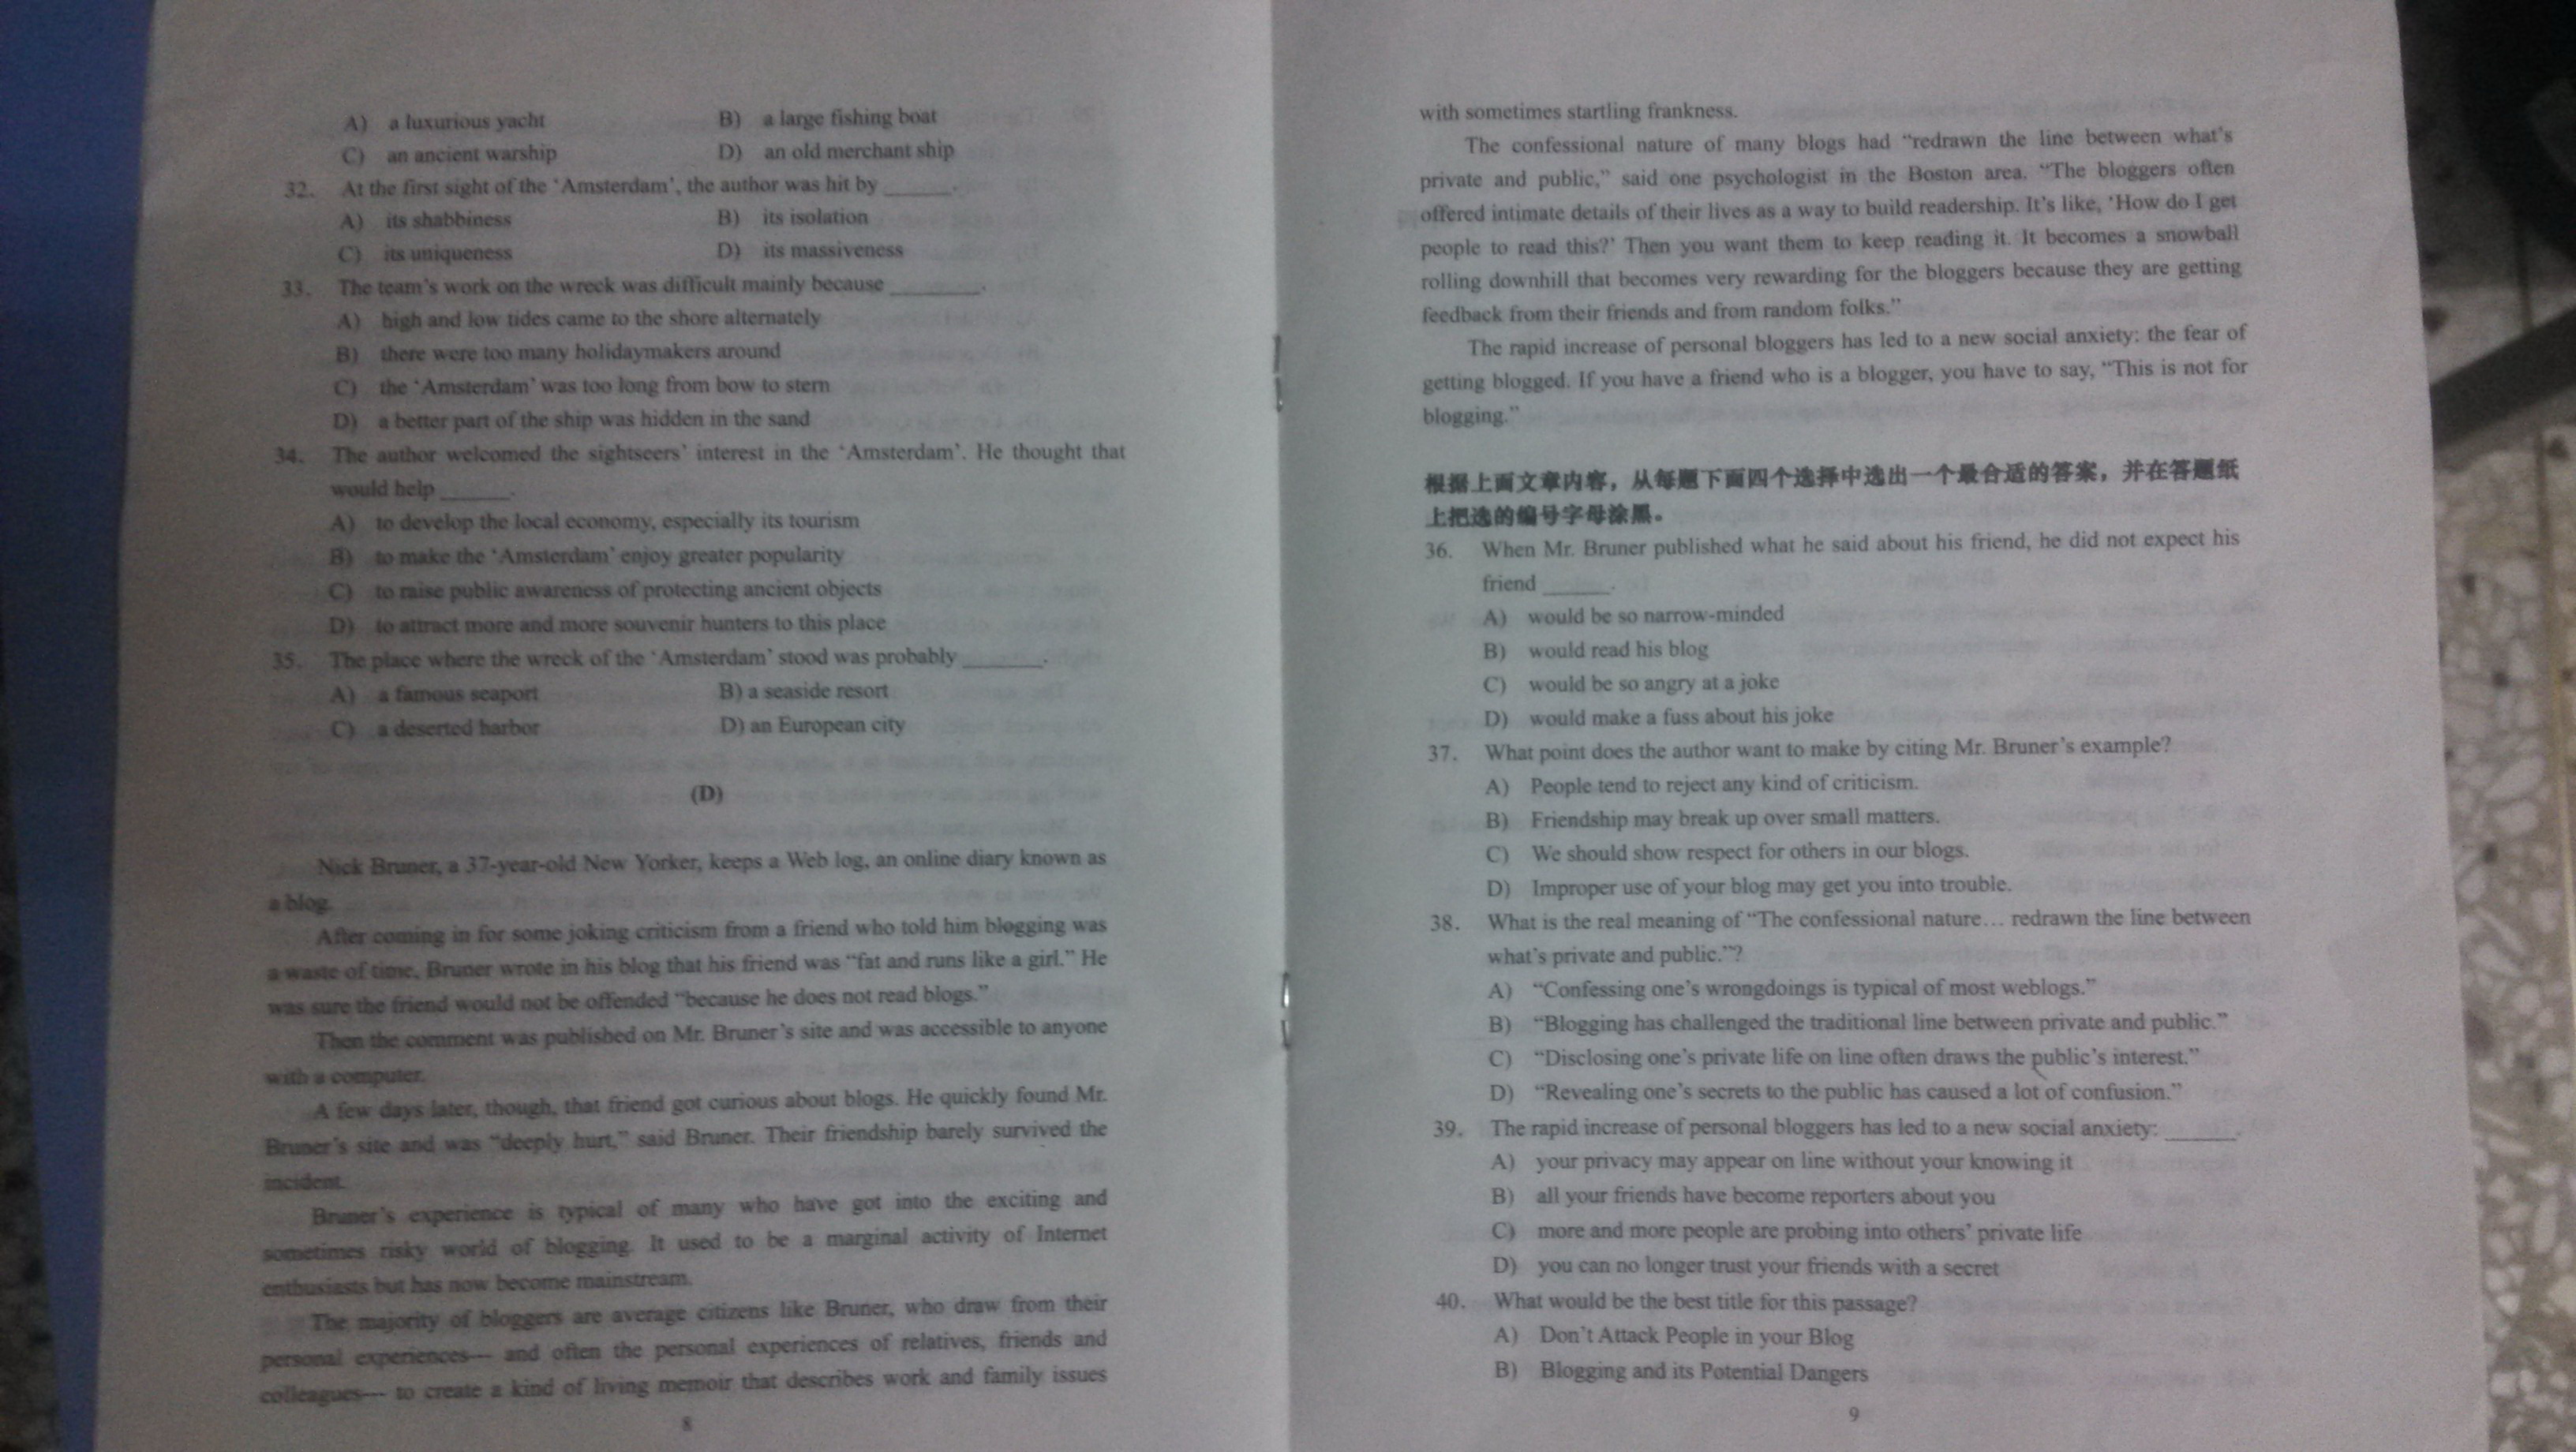 A) a luxurious yacht B) a large fishing boat
C) an ancient warship D) an old merchant ship
32. At the first sight of the ‘Amsterdam’, the author was hit by ______.
A) its shabbiness B) its isolation
C) its uniqueness D) its massiveness
33. The team’s work on the wreck was difficult mainly because ________.
A) high and low tides came to the shore alternately
B) there were too many holidaymakers around
C) the ‘Amsterdam’ was too long from bow to stern
D) a better part of the ship was hidden in the sand
34. The author welcomed the sightseers’ interest in the ‘Amsterdam’. He thought that
would help ______.
A) to develop the local economy, especially its tourism
B) to make the ‘Amsterdam’ enjoy greater popularity
C) to raise public awareness of protecting ancient objects
D) to attract more and more souvenir hunters to this place
35. The place where the wreck of the ‘Amsterdam’ stood was probably _______.
A) a famous seaport B) a seaside resort
C) a deserted harbor D) an European city
(D)
Nick Bruner, a 37-year-old New Yorker, keeps a Web log, an online diary known as
a blog.
After coming in for some joking criticism from a friend who told him blogging was
a waste of time, Bruner wrote in his blog that his friend was “fat and runs like a girl.” He
was sure the friend would not be offended “because he does not read blogs.”
Then the comment was published on Mr. Bruner’s site and was accessible to anyone
with a computer.
A few days later, though, that friend got curious about blogs. He quickly found Mr.
Bruner’s site and was “deeply hurt,” said Bruner. Their friendship barely survived the
incident.
Bruner’s experience is typical of many who have got into the exciting and
sometimes risky world of blogging. It used to be a marginal activity of Internet
enthusiasts but has now become mainstream.
The majority of bloggers are average citizens like Bruner, who draw from their
personal experiences--- and often the personal experiences of relatives, friends and
colleagues--- to create a kind of living memoir that describes work and family issues
8
with sometimes startling frankness.
The confessional nature of many blogs had “redrawn the line between what’s
private and public,” said one psychologist in the Boston area. “The bloggers often
offered intimate details of their lives as a way to build readership. It’s like, ‘How do I get
people to read this?’ Then you want them to keep reading it. It becomes a snowball
rolling downhill that becomes very rewarding for the bloggers because they are getting
feedback from their friends and from random folks.”
The rapid increase of personal bloggers has led to a new social anxiety: the fear of
getting blogged. If you have a friend who is a blogger, you have to say, “This is not for
blogging.”
根据上面文章内容，从每题下面四个选择中选出一个最合适的答案，并在答题纸
上把选的编号字母涂黑。
36. When Mr. Bruner published what he said about his friend, he did not expect his
friend ______.
A) would be so narrow-minded
B) would read his blog
C) would be so angry at a joke
D) would make a fuss about his joke
37. What point does the author want to make by citing Mr. Bruner’s example?
A) People tend to reject any kind of criticism.
B) Friendship may break up over small matters.
C) We should show respect for others in our blogs.
D) Improper use of your blog may get you into trouble.
38. What is the real meaning of “The confessional nature… redrawn the line between
what’s private and public.”?
A) “Confessing one’s wrongdoings is typical of most weblogs.”
B) “Blogging has challenged the traditional line between private and public.”
C) “Disclosing one’s private life on line often draws the public’s interest.”
D) “Revealing one’s secrets to the public has caused a lot of confusion.”
39. The rapid increase of personal bloggers has led to a new social anxiety: ______.
A) your privacy may appear on line without your knowing it
B) all your friends have become reporters about you
C) more and more people are probing into others’ private life
D) you can no longer trust your friends with a secret
40. What would be the best title for this passage?
A) Don’t Attack People in your Blog
B) Blogging and its Potential Dangers
9